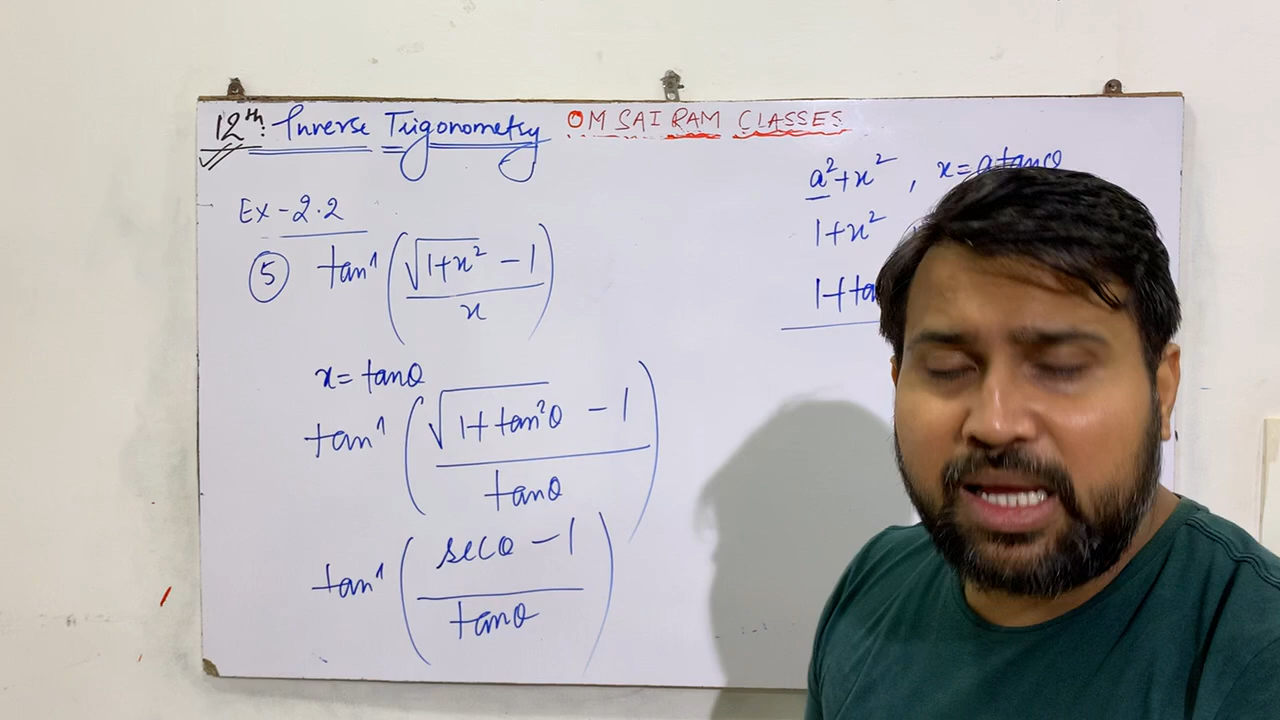 12th: Inverse Trigonometry OM SAI RAM CLASSES
a²+x² , x=atanθ
Ex-2.2
1+x²
⑤ tan⁻¹ ( (√(1+x²) - 1) / x )
x = tanθ
tan⁻¹ ( (√(1+tan²θ) - 1) / tanθ )
tan⁻¹ ( (secθ - 1) / tanθ )